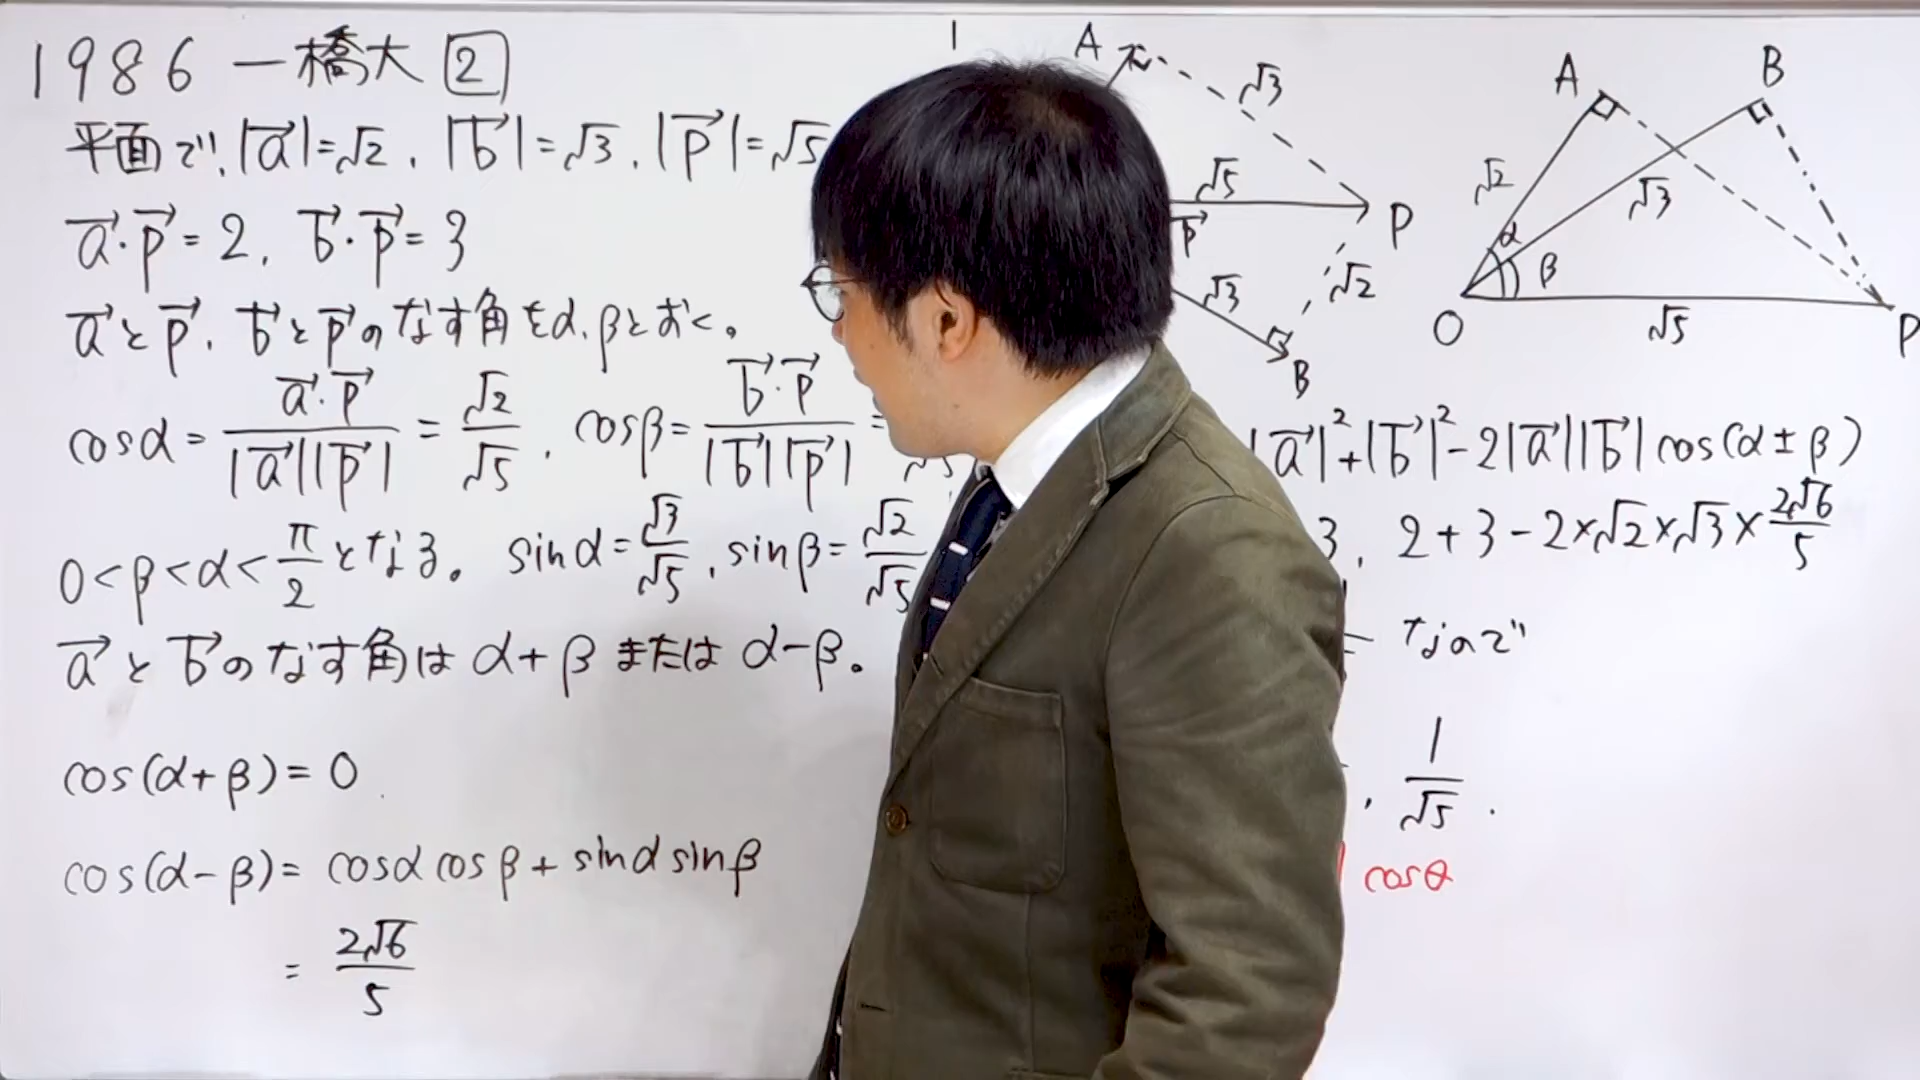 1986 一橋大 2
平面で, |a⃗|=√2, |b⃗|=√3, |p⃗|=√5
a⃗・p⃗=2, b⃗・p⃗=3
a⃗とp⃗, b⃗とp⃗のなす角をα,βとおく。
cosα= a⃗・p⃗/|a⃗||p⃗| = √2/√5, cosβ= b⃗・p⃗/|b⃗||p⃗| =
0<β<α<π/2となる。 sinα=√3/√5, sinβ=√2/√5
a⃗とb⃗のなす角はα+βまたはα-β。
cos(α+β)=0
cos(α-β)= cosαcosβ+sinαsinβ
= 2√6/5
A
√3
√5
p⃗
P
√3
√2
B
A
B
√2
√3
α
β
O
√5
P
|a⃗|²+|b⃗|²-2|a⃗||b⃗|cos(α±β)
3, 2+3-2×√2×√3×2√6/5
なので
, 1/√5.
cosθ